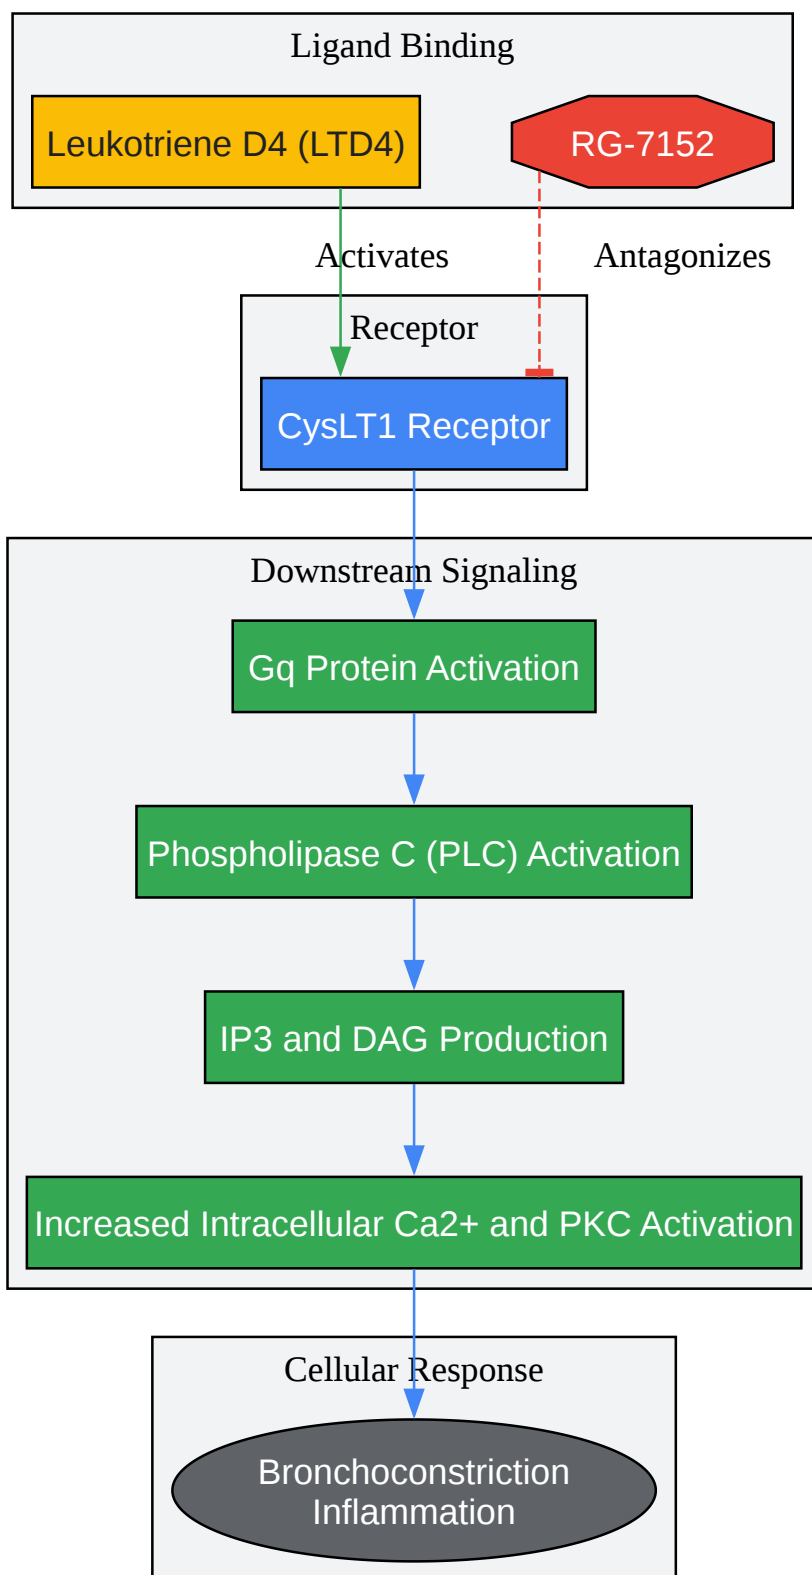 Ligand Binding
Leukotriene D4 (LTD4)
RG-7152
Activates
Antagonizes
Receptor
CysLT1 Receptor
Downstream Signaling
Gq Protein Activation
Phospholipase C (PLC) Activation
IP3 and DAG Production
Increased Intracellular Ca2+ and PKC Activation
Cellular Response
Bronchoconstriction
Inflammation